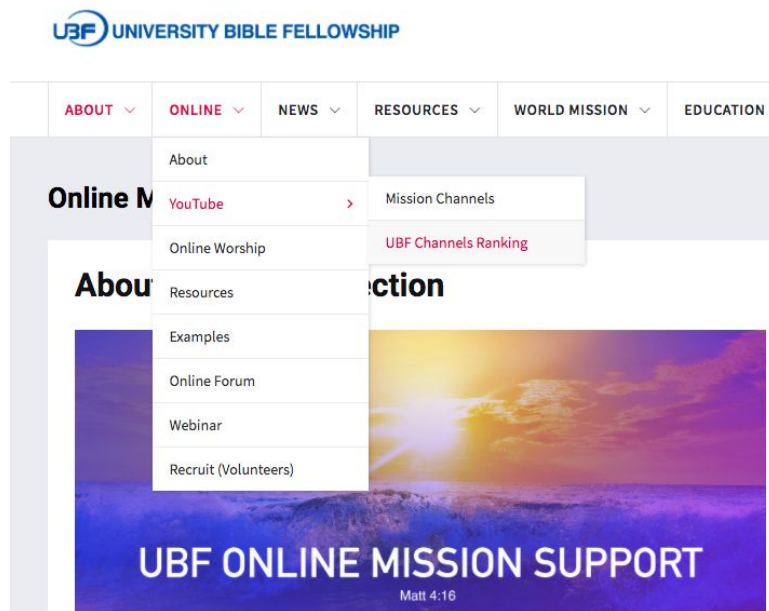 UBF UNIVERSITY BIBLE FELLOWSHIP
ABOUT ONLINE NEWS RESOURCES WORLD MISSION EDUCATION
About
YouTube
Online Worship
Resources
Examples
Online Forum
Webinar
Recruit (Volunteers)
Mission Channels
UBF Channels Ranking
Online M
Abou ction
UBF ONLINE MISSION SUPPORT
Matt 4:16